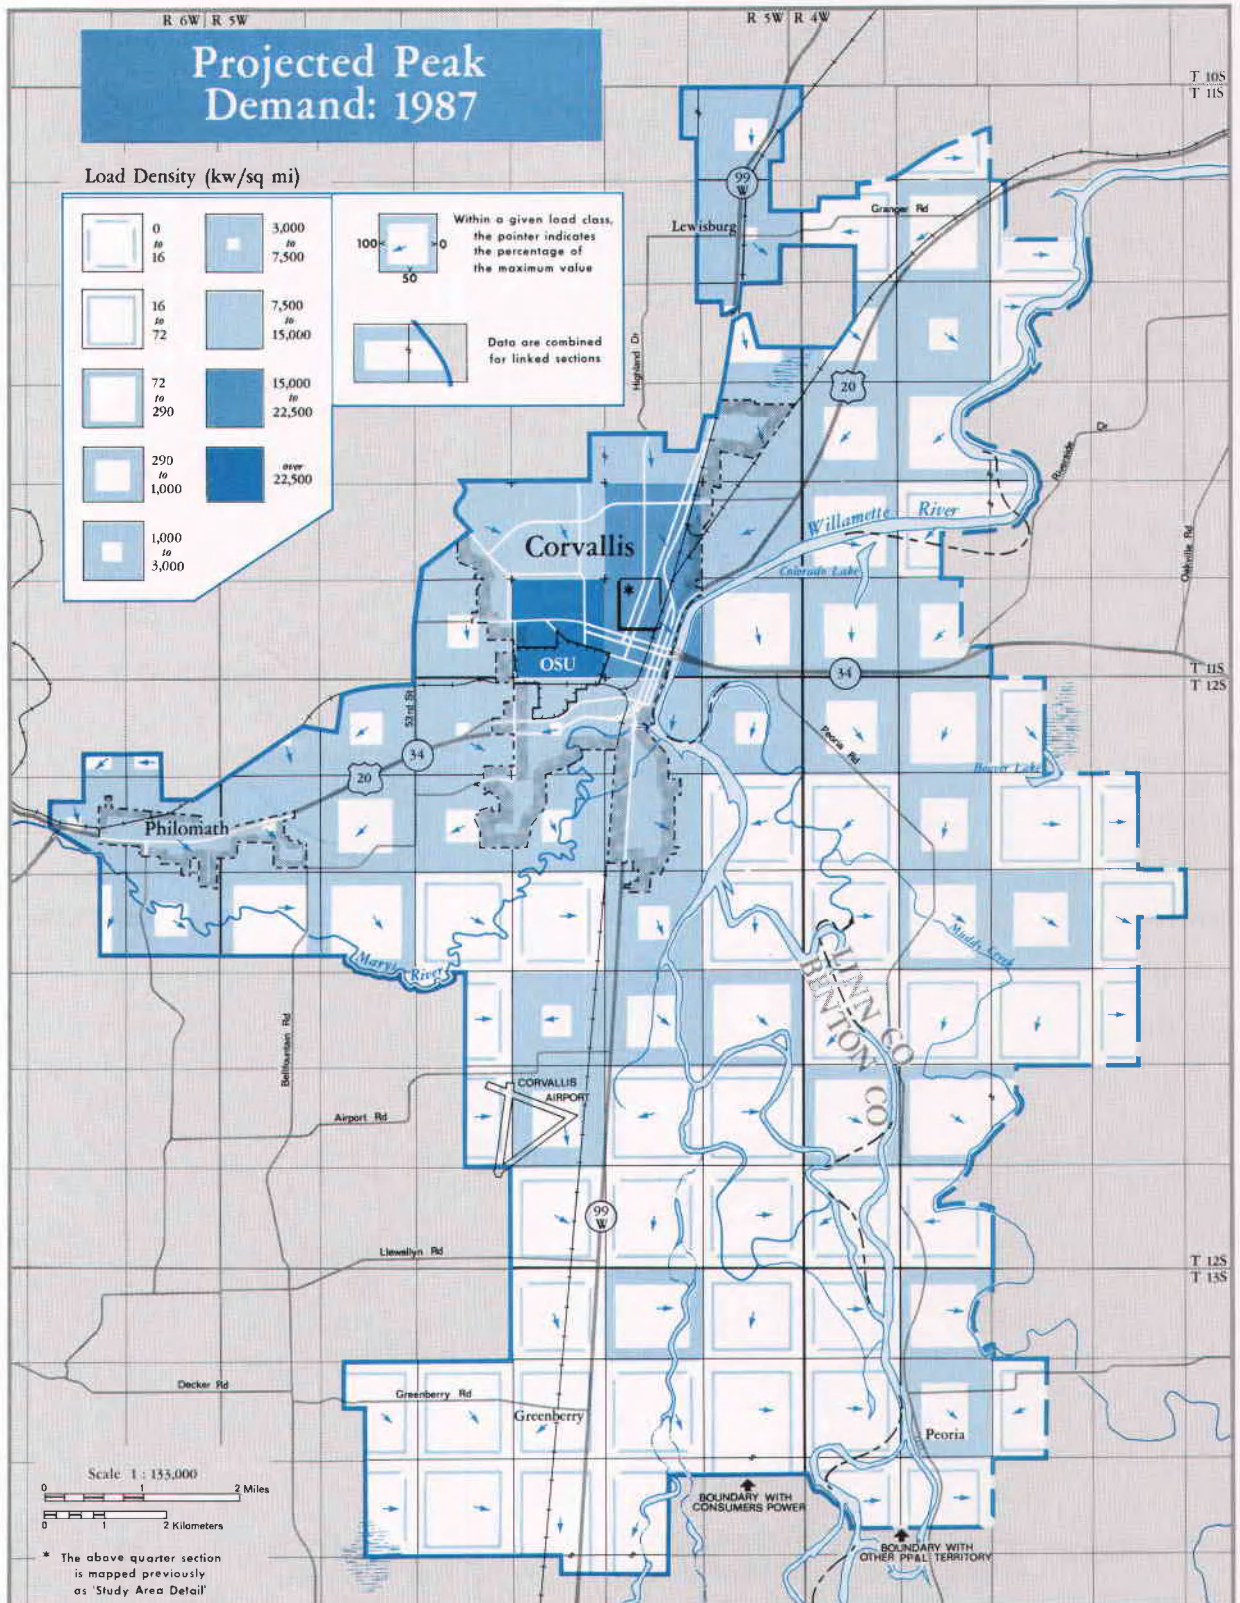 R 6W R 5W
R 5W R 4W
Projected Peak
Demand: 1987
T 10S
T 11S
Load Density (kw/sq mi)
0
to
16
16
to
72
72
to
290
290
to
1,000
1,000
to
3,000
3,000
to
7,500
7,500
to
15,000
15,000
to
22,500
over
22,500
100
0
50
Within a given load class,
the pointer indicates
the percentage of
the maximum value
Data are combined
for linked sections
99
W
Lewisburg
Granger Rd
Highland Dr
20
Riverside Dr
Oakville Rd
Willamette River
Corvallis
Colorado Lake
*
OSU
34
T 11S
T 12S
53rd St
34
20
Peoria Rd
Beaver Lake
Philomath
Muddy Creek
Marys River
LINN CO
BENTON CO
Bellfountain Rd
CORVALLIS
AIRPORT
Airport Rd
99
W
Llewellyn Rd
T 12S
T 13S
Decker Rd
Greenberry Rd
Greenberry
Peoria
Scale 1 : 133,000
0 1 2 Miles
0 1 2 Kilometers
BOUNDARY WITH
CONSUMERS POWER
BOUNDARY WITH
OTHER PP&L TERRITORY
* The above quarter section
is mapped previously
as 'Study Area Detail'